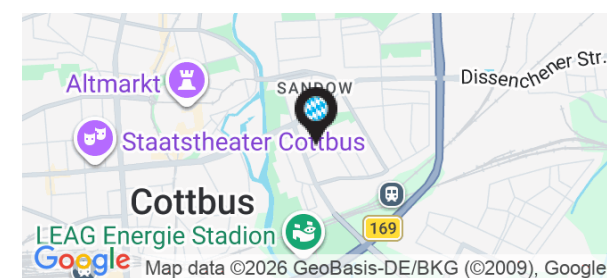 SANDOW
Dissenchener Str.
Altmarkt
Staatstheater Cottbus
Cottbus
169
LEAG Energie Stadion
Google
Map data ©2026 GeoBasis-DE/BKG (©2009), Google